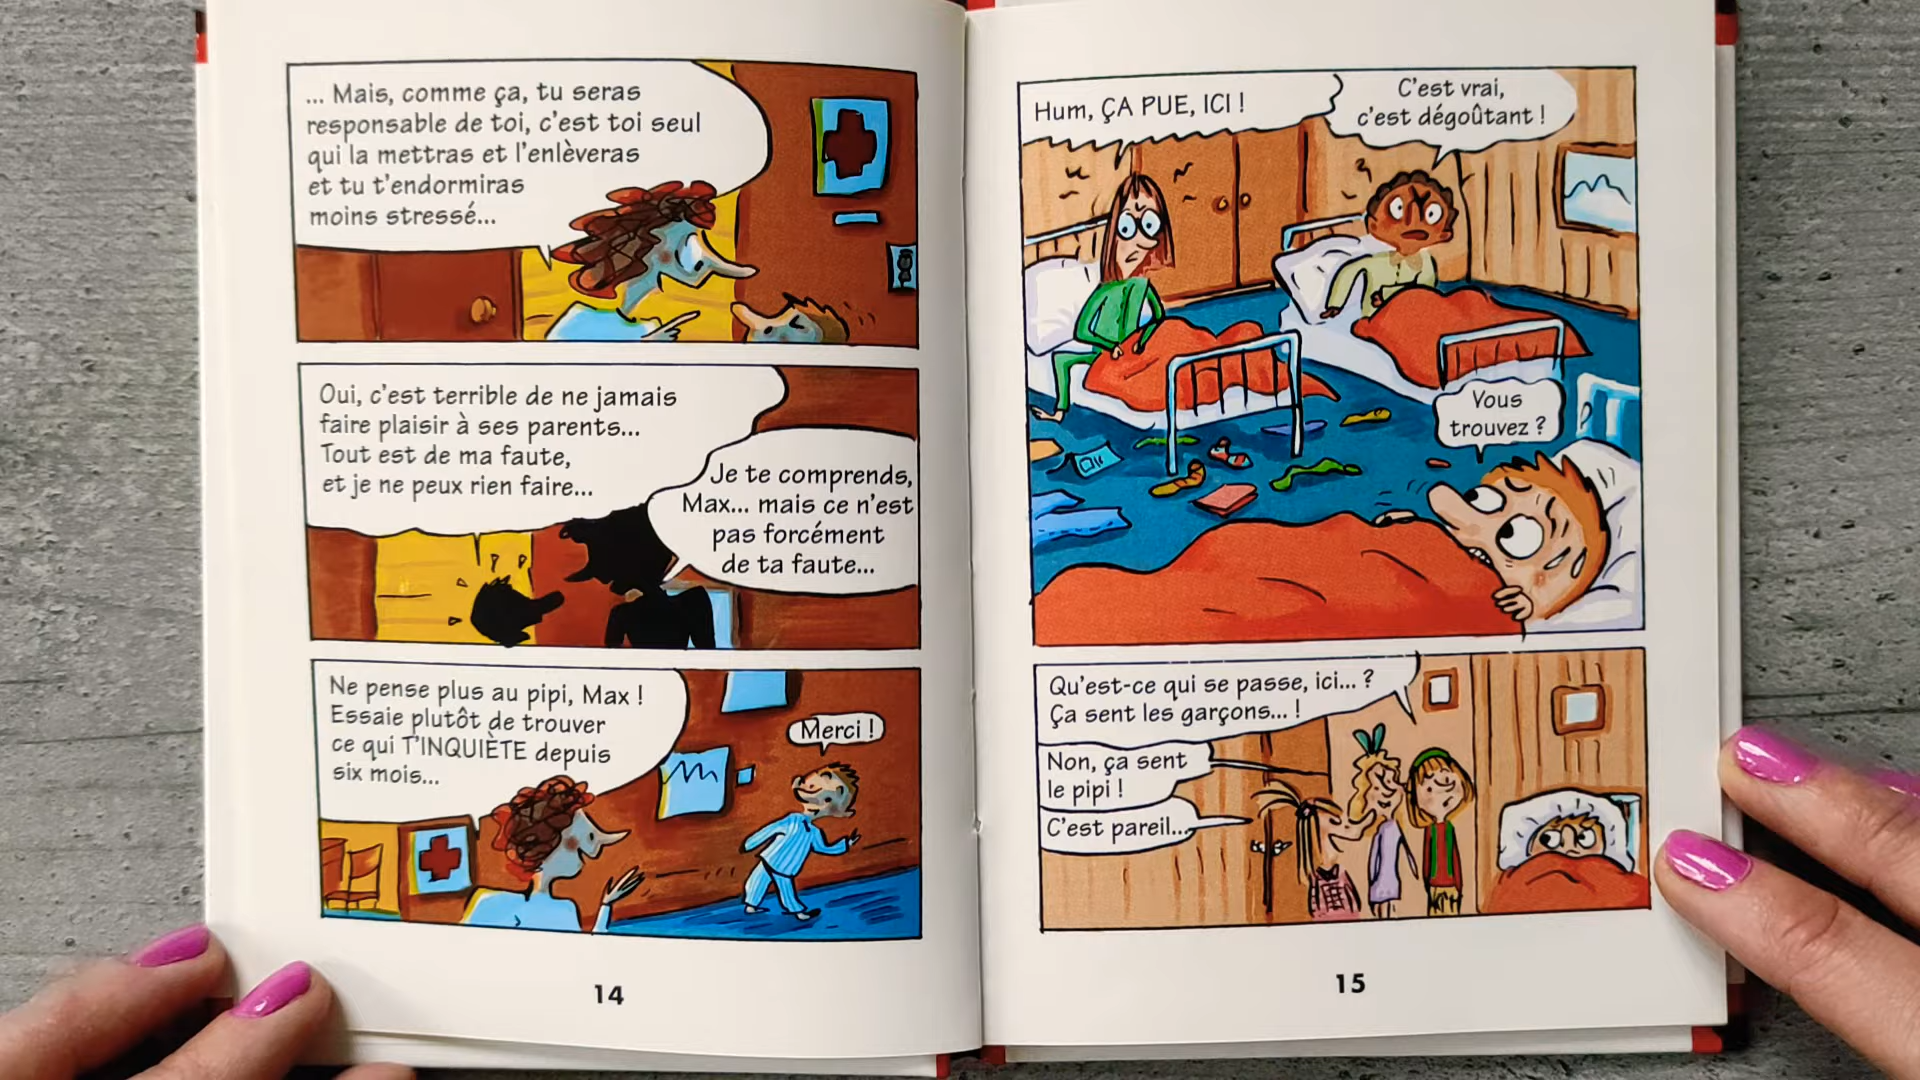 ... Mais, comme ça, tu seras
responsable de toi, c'est toi seul
qui la mettras et l'enlèveras
et tu t'endormiras
moins stressé...
Oui, c'est terrible de ne jamais
faire plaisir à ses parents...
Tout est de ma faute,
et je ne peux rien faire...
Je te comprends,
Max... mais ce n'est
pas forcément
de ta faute...
Ne pense plus au pipi, Max !
Essaie plutôt de trouver
ce qui T'INQUIÈTE depuis
six mois...
Merci !
14
Hum, ÇA PUE, ICI !
C'est vrai,
c'est dégoûtant !
Vous
trouvez ?
Qu'est-ce qui se passe, ici... ?
Ça sent les garçons... !
Non, ça sent
le pipi !
C'est pareil...
15